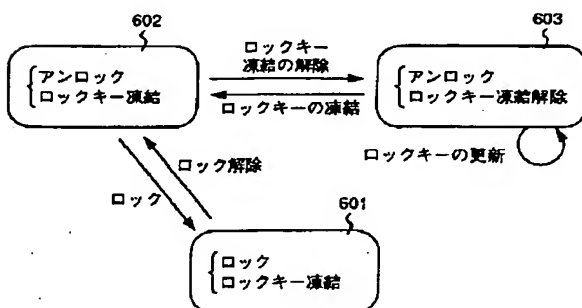 602
ロックキー
凍結の解除
603
アンロック
ロックキー凍結
アンロック
ロックキー凍結解除
ロックキーの凍結
ロックキーの更新
ロック解除
ロック
601
ロック
ロックキー凍結